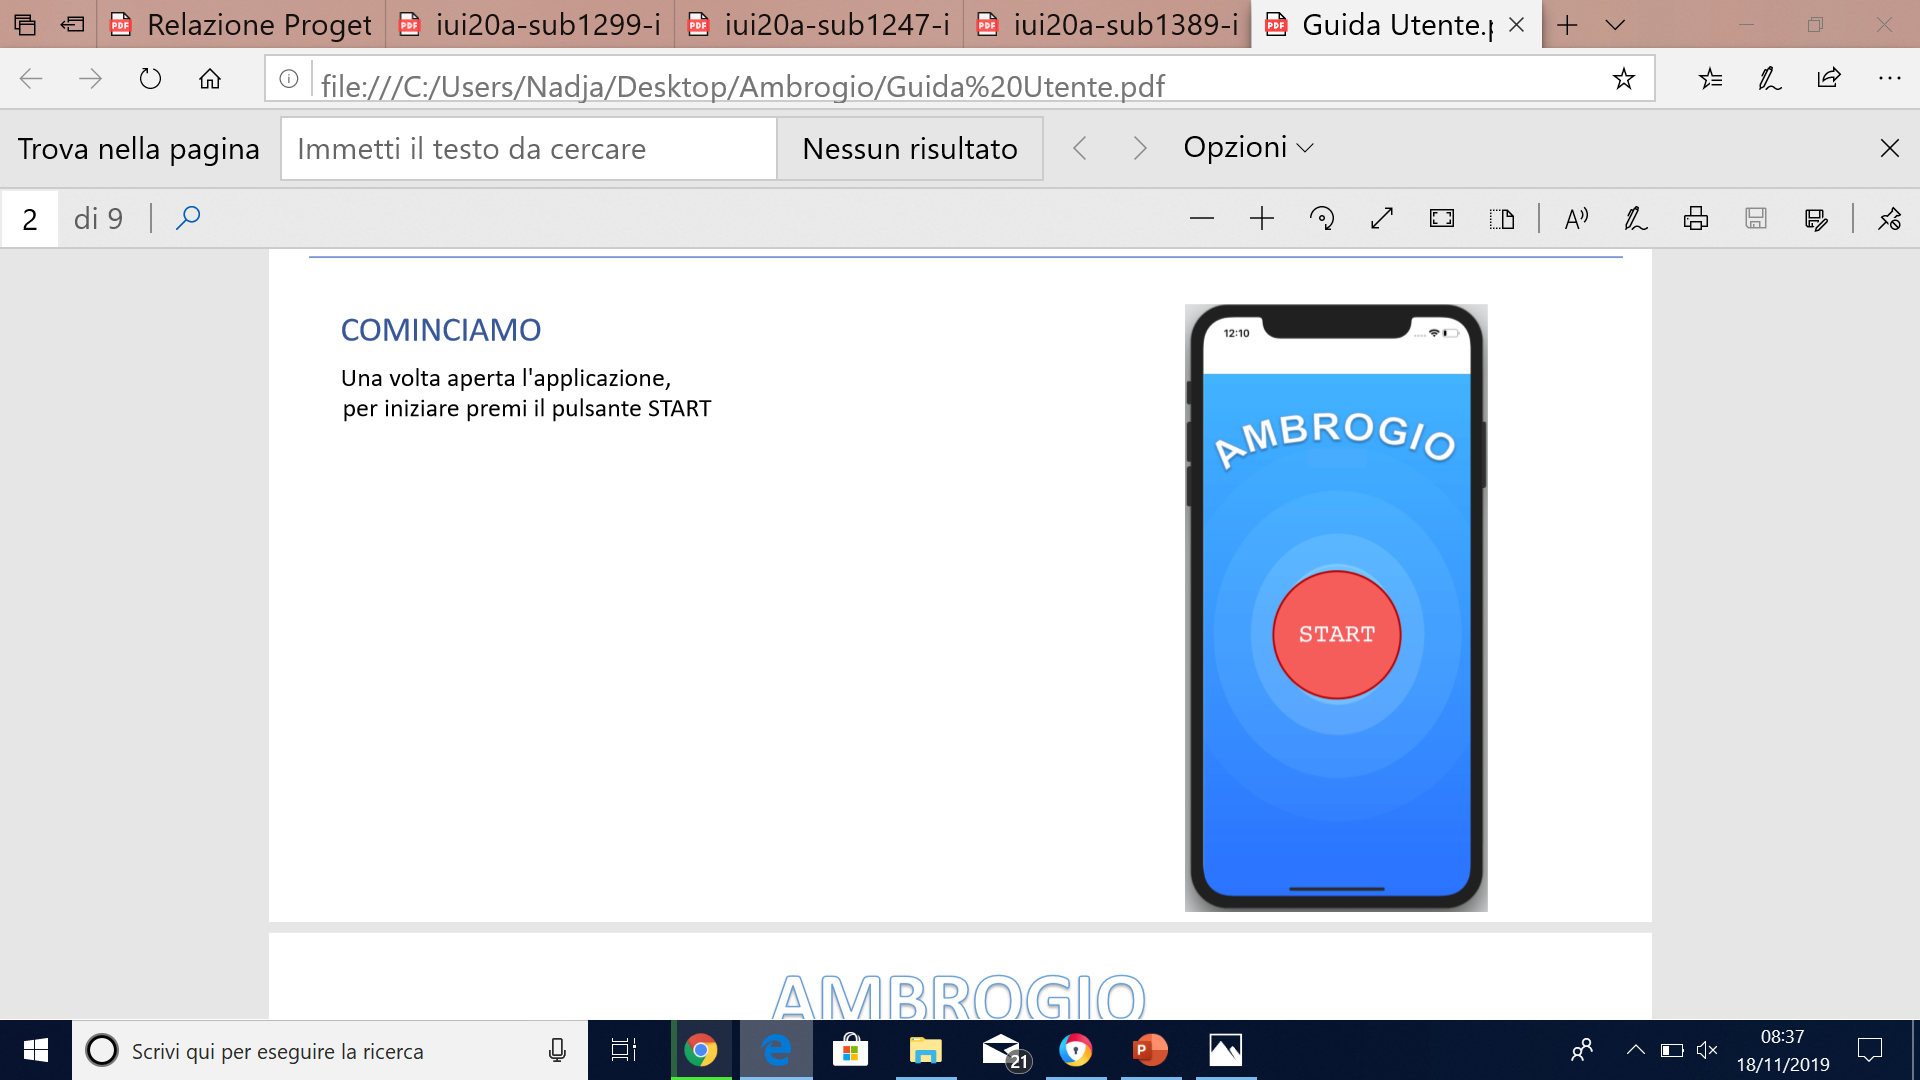 Relazione Proget
iui20a-sub1299-i
iui20a-sub1247-i
iui20a-sub1389-i
Guida Utente.p
file:///C:/Users/Nadja/Desktop/Ambrogio/Guida%20Utente.pdf
Trova nella pagina
Immetti il testo da cercare
Nessun risultato
Opzioni
2 di 9
COMINCIAMO
Una volta aperta l'applicazione,
per iniziare premi il pulsante START
12:10
AMBROGIO
START
AMBROGIO
Scrivi qui per eseguire la ricerca
21
08:37
18/11/2019